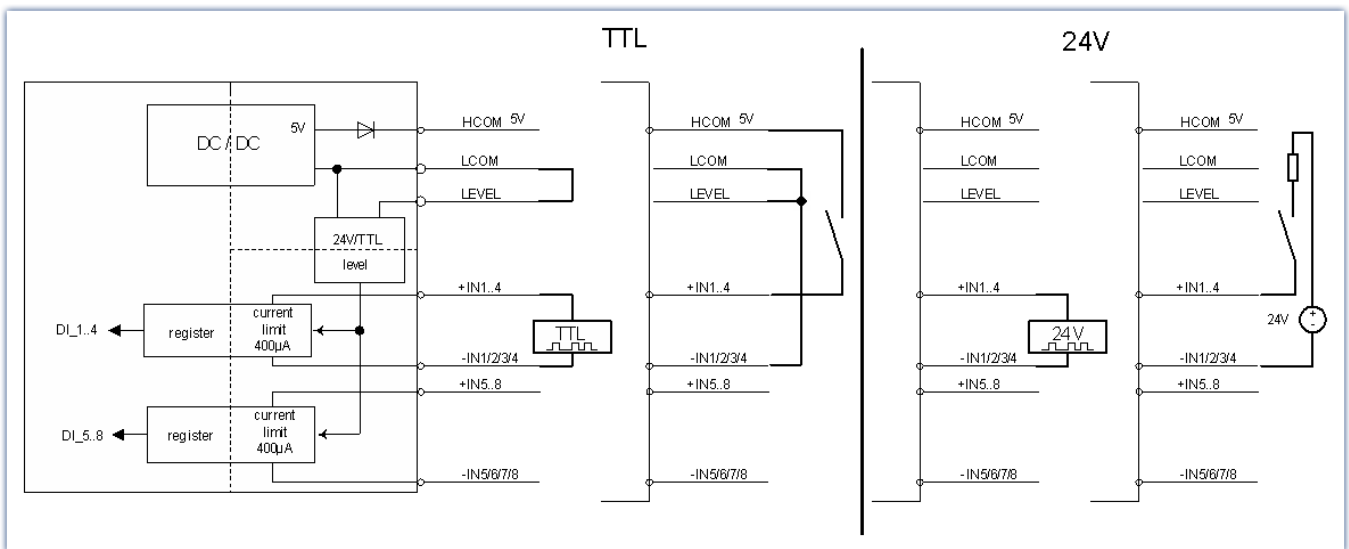 TTL
24V
DC / DC
5V
24V/TTL
level
DI_1..4
register
current
limit
400µA
DI_5..8
register
current
limit
400µA
HCOM 5V
LCOM
LEVEL
+IN1..4
TTL
-IN1/2/3/4
+IN5..8
-IN5/6/7/8
HCOM 5V
LCOM
LEVEL
+IN1..4
-IN1/2/3/4
+IN5..8
-IN5/6/7/8
HCOM 5V
LCOM
LEVEL
+IN1..4
24V
-IN1/2/3/4
+IN5..8
-IN5/6/7/8
HCOM 5V
LCOM
LEVEL
+IN1..4
24V
+
-
-IN1/2/3/4
+IN5..8
-IN5/6/7/8